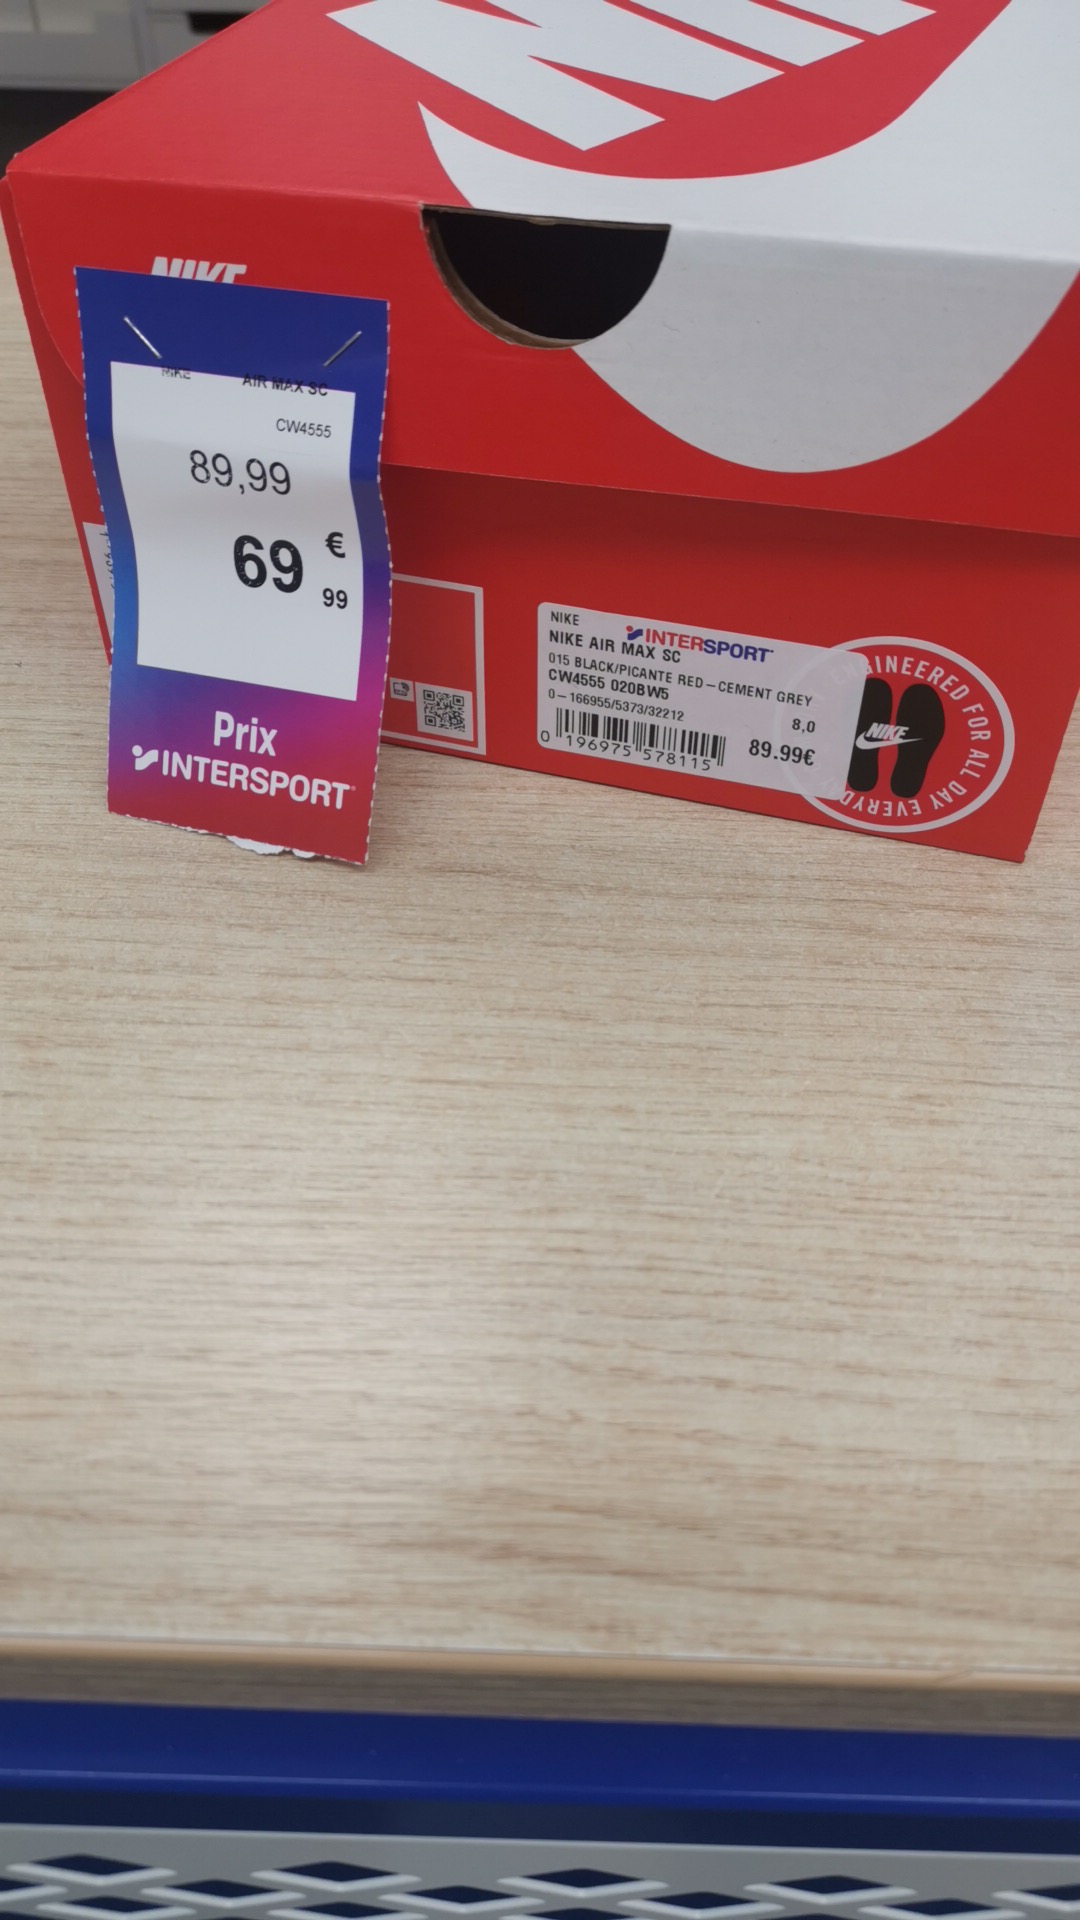 NIKE
NIKE AIR MAX SC
CW4555
89,99
69 €
99
Prix
INTERSPORT
NIKE
INTERSPORT
NIKE AIR MAX SC
015 BLACK/PICANTE RED-CEMENT GREY
CW4555 020BW5
0-166955/5373/32212
8,0
0 196975 578115
89.99€
ENGINEERED FOR ALL DAY EVERYDAY
NIKE